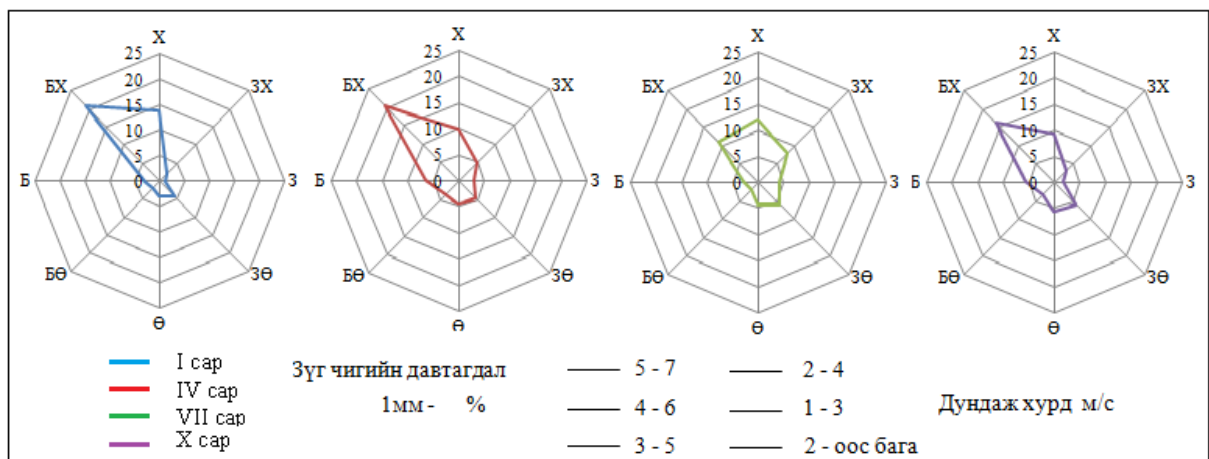 X
25
20
15
10
5
0
БХ
ЗХ
Б
З
БӨ
ЗӨ
Ө
X
25
20
15
10
5
0
БХ
ЗХ
Б
З
БӨ
ЗӨ
Ө
X
25
20
15
10
5
0
БХ
ЗХ
Б
З
БӨ
ЗӨ
Ө
X
25
20
15
10
5
0
БХ
ЗХ
Б
З
БӨ
ЗӨ
Ө
I сар
IV сар
VII сар
X сар
Зүг чигийн давтагдал
1мм - %
5 - 7
4 - 6
3 - 5
2 - 4
1 - 3
2 - оос бага
Дундаж хурд м/с